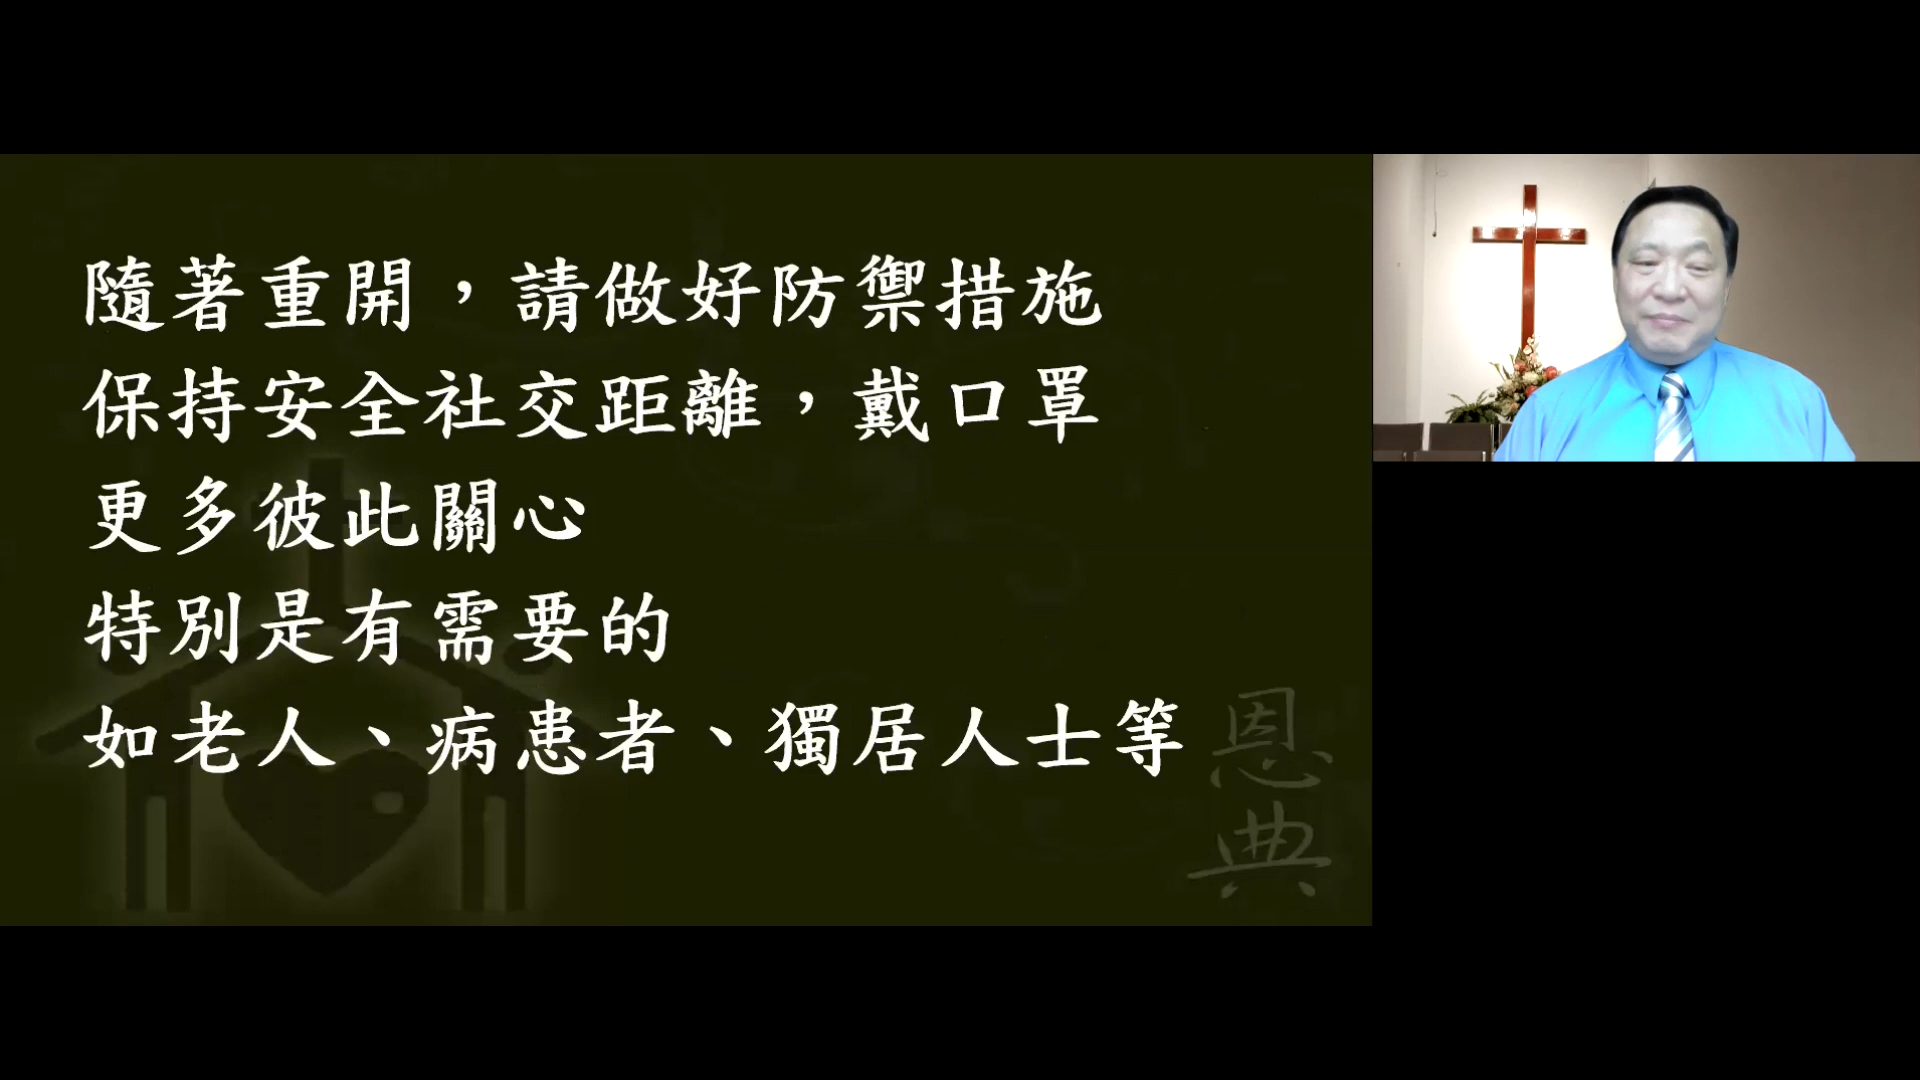 隨著重開，請做好防禦措施
保持安全社交距離，戴口罩
更多彼此關心
特別是有需要的
如老人、病患者、獨居人士等
恩典